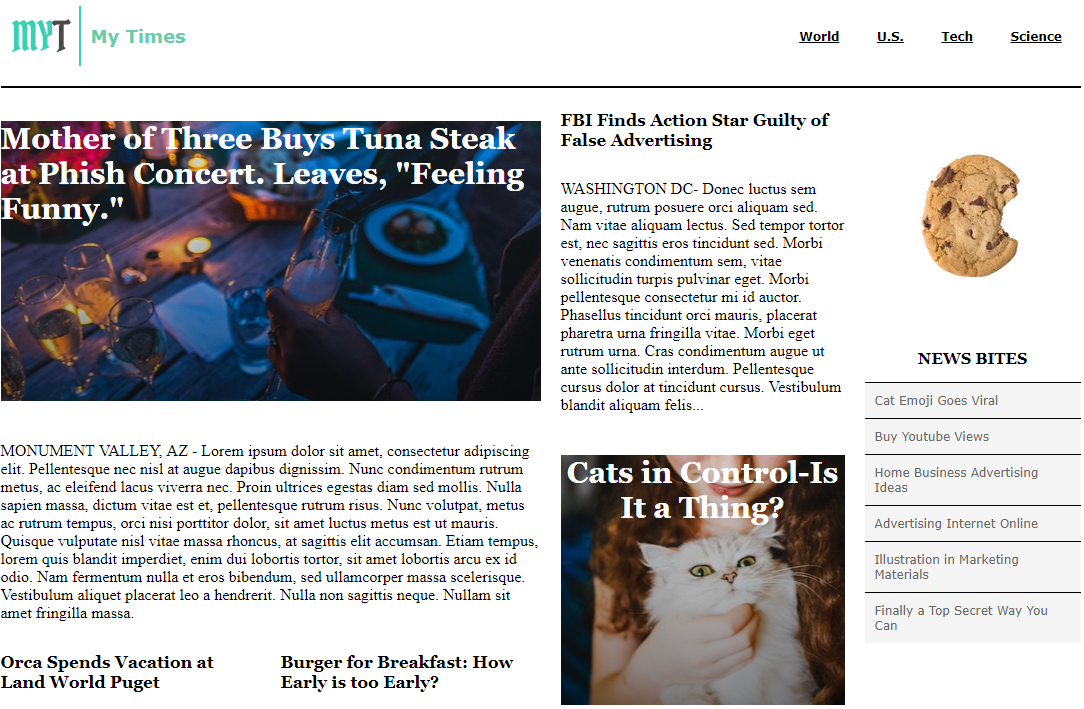 MYT
My Times
World
U.S.
Tech
Science
Mother of Three Buys Tuna Steak
at Phish Concert. Leaves, "Feeling
Funny."
MONUMENT VALLEY, AZ - Lorem ipsum dolor sit amet, consectetur adipiscing
elit. Pellentesque nec nisl at augue dapibus dignissim. Nunc condimentum rutrum
metus, ac eleifend lacus viverra nec. Proin ultrices egestas diam sed mollis. Nulla
sapien massa, dictum vitae est et, pellentesque rutrum risus. Nunc volutpat, metus
ac rutrum tempus, orci nisi porttitor dolor, sit amet luctus metus est ut mauris.
Quisque vulputate nisl vitae massa rhoncus, at sagittis elit accumsan. Etiam tempus,
lorem quis blandit imperdiet, enim dui lobortis tortor, sit amet lobortis arcu ex id
odio. Nam fermentum nulla et eros bibendum, sed ullamcorper massa scelerisque.
Vestibulum aliquet placerat leo a hendrerit. Nulla non sagittis neque. Nullam sit
amet fringilla massa.
Orca Spends Vacation at
Land World Puget
Burger for Breakfast: How
Early is too Early?
FBI Finds Action Star Guilty of
False Advertising
WASHINGTON DC- Donec luctus sem
augue, rutrum posuere orci aliquam sed.
Nam vitae aliquam lectus. Sed tempor tortor
est, nec sagittis eros tincidunt sed. Morbi
venenatis condimentum sem, vitae
sollicitudin turpis pulvinar eget. Morbi
pellentesque consectetur mi id auctor.
Phasellus tincidunt orci mauris, placerat
pharetra urna fringilla vitae. Morbi eget
rutrum urna. Cras condimentum augue ut
ante sollicitudin interdum. Pellentesque
cursus dolor at tincidunt cursus. Vestibulum
blandit aliquam felis...
Cats in Control-Is
It a Thing?
NEWS BITES
Cat Emoji Goes Viral
Buy Youtube Views
Home Business Advertising
Ideas
Advertising Internet Online
Illustration in Marketing
Materials
Finally a Top Secret Way You
Can